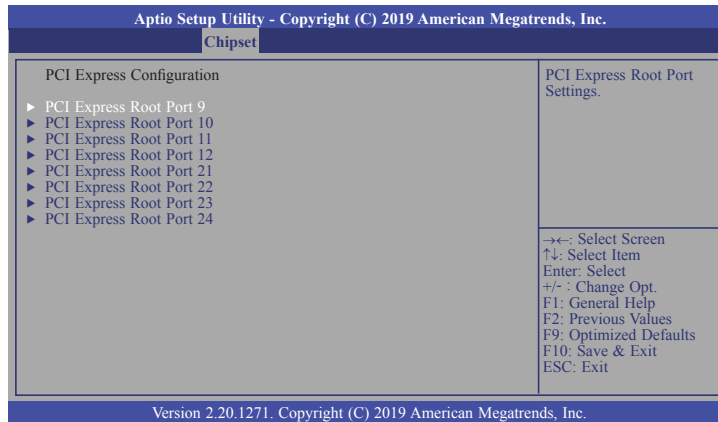 Aptio Setup Utility - Copyright (C) 2019 American Megatrends, Inc.
Chipset
PCI Express Configuration
► PCI Express Root Port 9
► PCI Express Root Port 10
► PCI Express Root Port 11
► PCI Express Root Port 12
► PCI Express Root Port 21
► PCI Express Root Port 22
► PCI Express Root Port 23
► PCI Express Root Port 24
PCI Express Root Port
Settings.
→←: Select Screen
↑↓: Select Item
Enter: Select
+/- : Change Opt.
F1: General Help
F2: Previous Values
F9: Optimized Defaults
F10: Save & Exit
ESC: Exit
Version 2.20.1271. Copyright (C) 2019 American Megatrends, Inc.